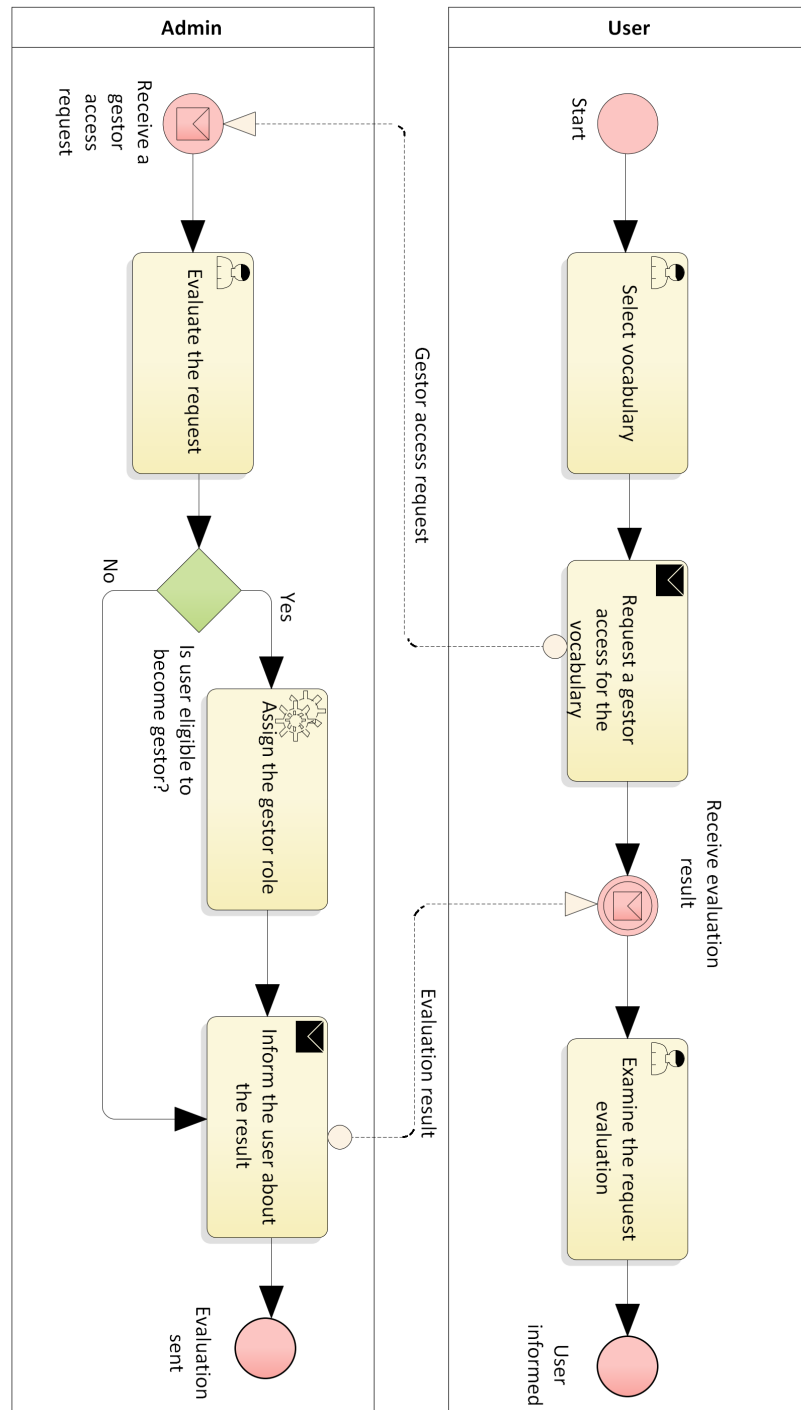 User
Start
Select vocabulary
Request a gestor
access for the
vocabulary
Receive evaluation
result
Examine the request
evaluation
User
informed
Gestor access request
Evaluation result
Admin
Receive a
gestor
access
request
Evaluate the request
Yes
No
Is user eligible to
become gestor?
Assign the gestor role
Inform the user about
the result
Evaluation
sent